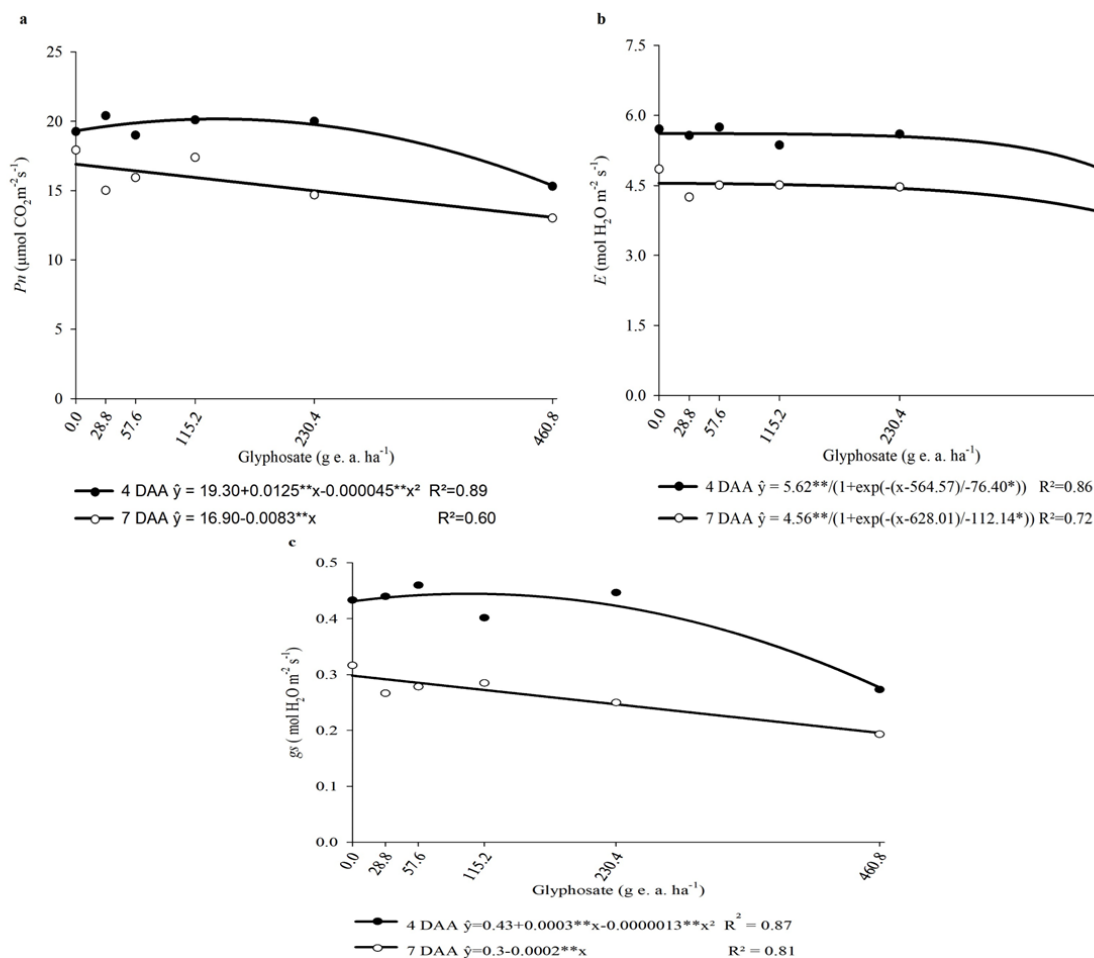 a
Pn (µmol CO₂m⁻² s⁻¹)
25
20
15
10
5
0
0.0
28.8
57.6
115.2
230.4
460.8
Glyphosate (g e. a. ha⁻¹)
4 DAA ŷ = 19.30+0.0125**x-0.000045**x² R²=0.89
7 DAA ŷ = 16.90-0.0083**x R²=0.60
b
E (mol H₂O m⁻² s⁻¹)
7.5
6.0
4.5
3.0
1.5
0.0
0.0
28.8
57.6
115.2
230.4
Glyphosate (g e. a. ha⁻¹)
4 DAA ŷ = 5.62**/(1+exp(-(x-564.57)/-76.40*)) R²=0.86
7 DAA ŷ = 4.56**/(1+exp(-(x-628.01)/-112.14*)) R²=0.72
c
gs ( mol H₂O m⁻² s⁻¹)
0.5
0.4
0.3
0.2
0.1
0.0
0.0
28.8
57.6
115.2
230.4
460.8
Glyphosate (g e. a. ha⁻¹)
4 DAA ŷ=0.43+0.0003**x-0.0000013**x² R² = 0.87
7 DAA ŷ=0.3-0.0002**x R² = 0.81